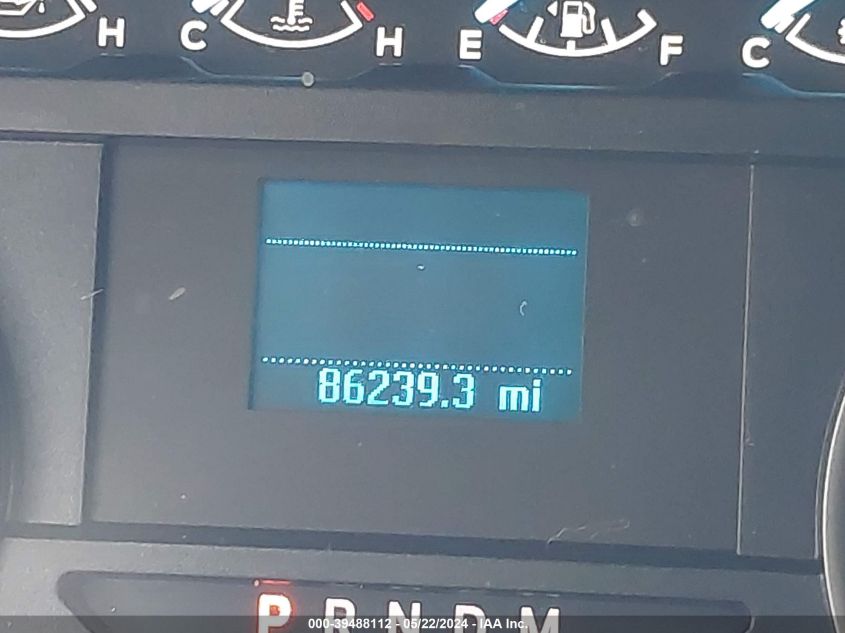 H C H E F C
86239.3 mi
P R N D M
000-39488112 - 05/22/2024 - IAA Inc.